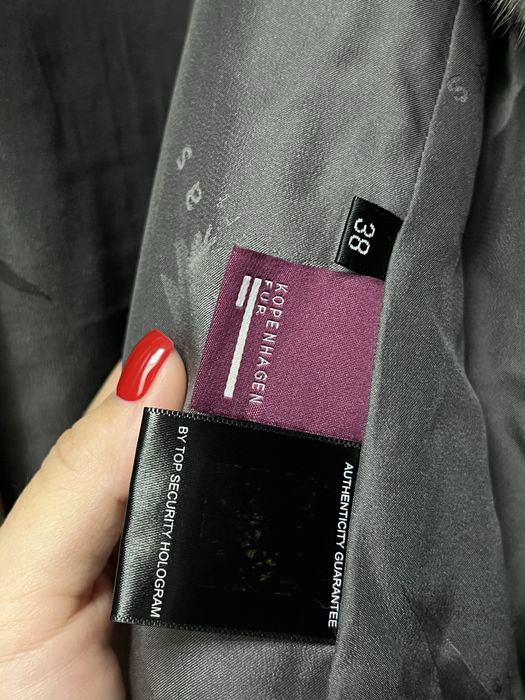 38
KOPENHAGEN
FUR
AUTHENTICITY GUARANTEE
BY TOP SECURITY HOLOGRAM